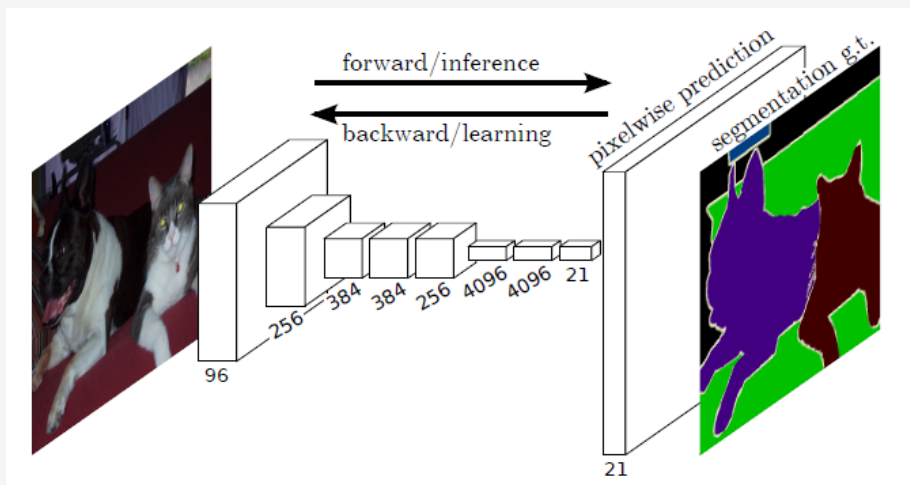 forward/inference
backward/learning
pixelwise prediction
segmentation g.t.
96
256
384
384
256
4096
4096
21
21